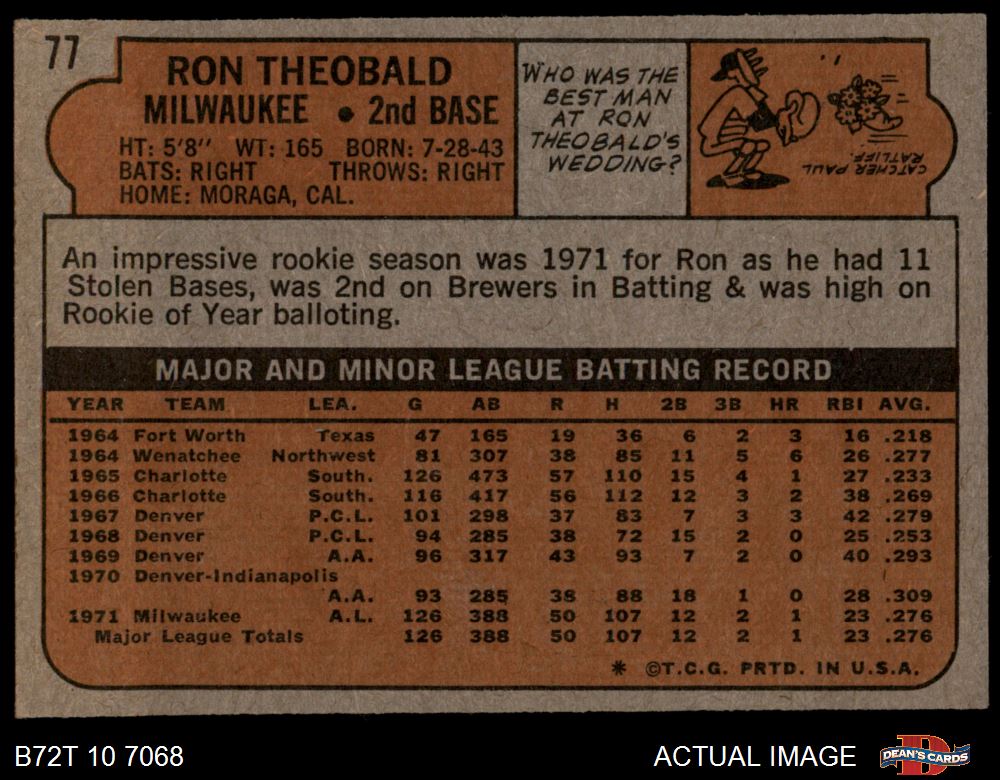 77
RON THEOBALD
MILWAUKEE • 2nd BASE
HT: 5'8" WT: 165 BORN: 7-28-43
BATS: RIGHT THROWS: RIGHT
HOME: MORAGA, CAL.
WHO WAS THE
BEST MAN
AT RON
THEOBALD'S
WEDDING?
CATCHER PAUL
RATLIFF.
An impressive rookie season was 1971 for Ron as he had 11
Stolen Bases, was 2nd on Brewers in Batting & was high on
Rookie of Year balloting.
MAJOR AND MINOR LEAGUE BATTING RECORD
YEAR TEAM LEA. G AB R H 2B 3B HR RBI AVG.
1964 Fort Worth Texas 47 165 19 36 6 2 3 16 .218
1964 Wenatchee Northwest 81 307 38 85 11 5 6 26 .277
1965 Charlotte South. 126 473 57 110 15 4 1 27 .233
1966 Charlotte South. 116 417 56 112 12 3 2 38 .269
1967 Denver P.C.L. 101 298 37 83 7 3 3 42 .279
1968 Denver P.C.L. 94 285 38 72 15 2 0 25 .253
1969 Denver A.A. 96 317 43 93 7 2 0 40 .293
1970 Denver-Indianapolis
A.A. 93 285 38 88 18 1 0 28 .309
1971 Milwaukee A.L. 126 388 50 107 12 2 1 23 .276
Major League Totals 126 388 50 107 12 2 1 23 .276
* ©T.C.G. PRTD. IN U.S.A.
B72T 10 7068
ACTUAL IMAGE
D
DEAN'S CARDS